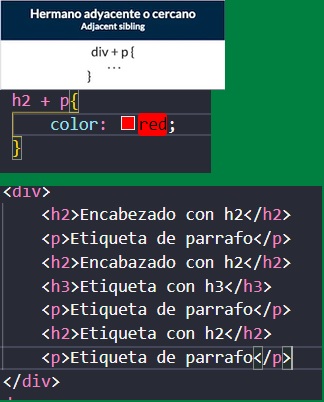 Hermano adyacente o cercano
Adjacent sibling
div + p {
...
}
h2 + p{
color: red;
}
<div>
<h2>Encabezado con h2</h2>
<p>Etiqueta de parrafo</p>
<h2>Encabazado con h2</h2>
<h3>Etiqueta con h3</h3>
<p>Etiqueta de parrafo</p>
<h2>Etiqueta con h2</h2>
<p>Etiqueta de parrafo</p>
</div>